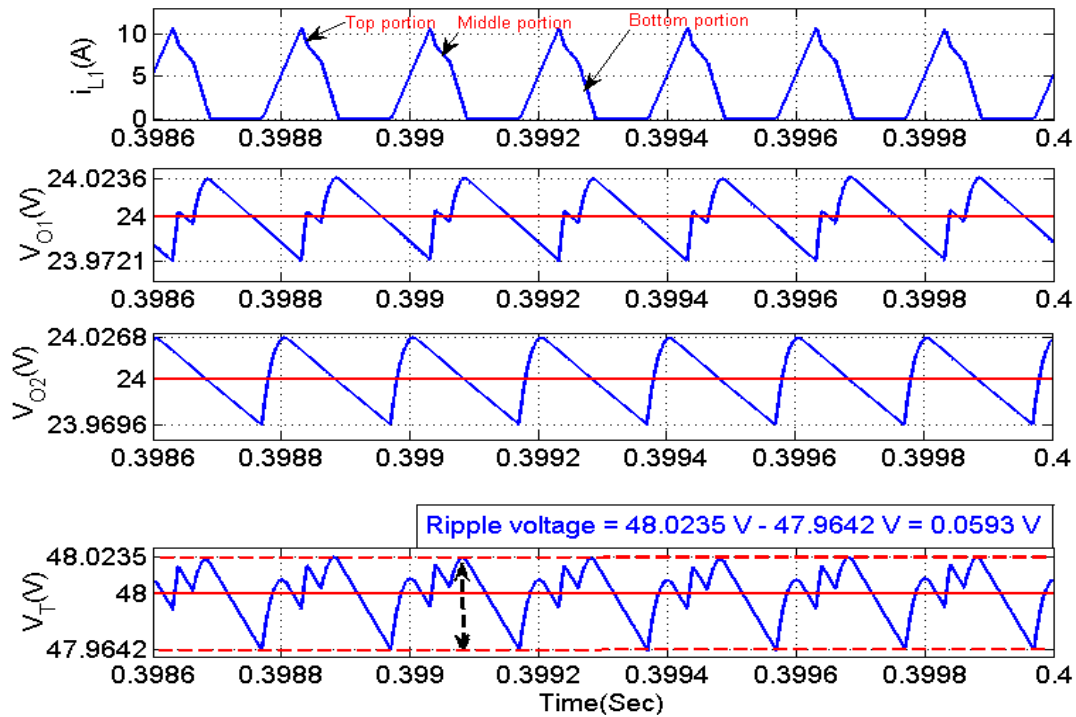 Top portion Middle portion Bottom portion
i_L1(A)
10
5
0
0.3986 0.3988 0.399 0.3992 0.3994 0.3996 0.3998 0.4
V_O1(V)
24.0236
24
23.9721
0.3986 0.3988 0.399 0.3992 0.3994 0.3996 0.3998 0.4
V_O2(V)
24.0268
24
23.9696
0.3986 0.3988 0.399 0.3992 0.3994 0.3996 0.3998 0.4
Ripple voltage = 48.0235 V - 47.9642 V = 0.0593 V
V_T(V)
48.0235
48
47.9642
0.3986 0.3988 0.399 0.3992 0.3994 0.3996 0.3998 0.4
Time(Sec)